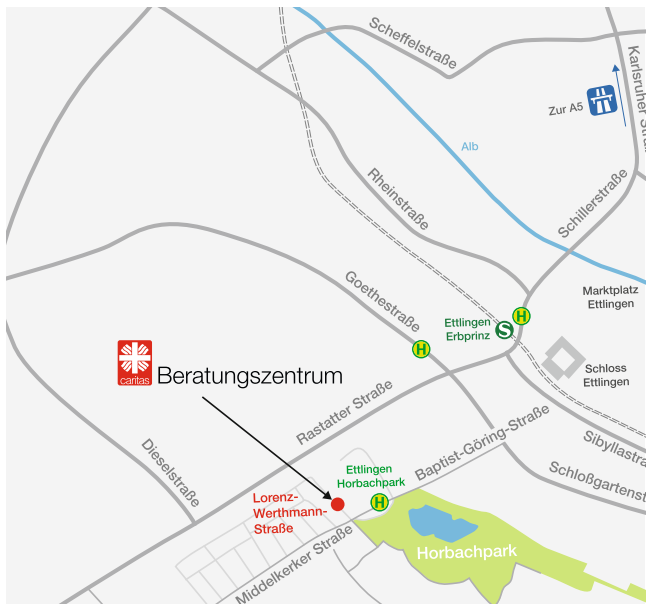 Scheffelstraße
Karlsruher Straß
Zur A5
Alb
Rheinstraße
Schillerstraße
Marktplatz
Ettlingen
Goethestraße
H
Ettlingen
Erbprinz
S
H
Schloss
Ettlingen
caritas
Beratungszentrum
Rastatter Straße
Baptist-Göring-Straße
Sibyllastra
Schloßgartenst
Dieselstraße
Ettlingen
Horbachpark
H
Lorenz-
Werthmann-
Straße
Middelkerker Straße
Horbachpark